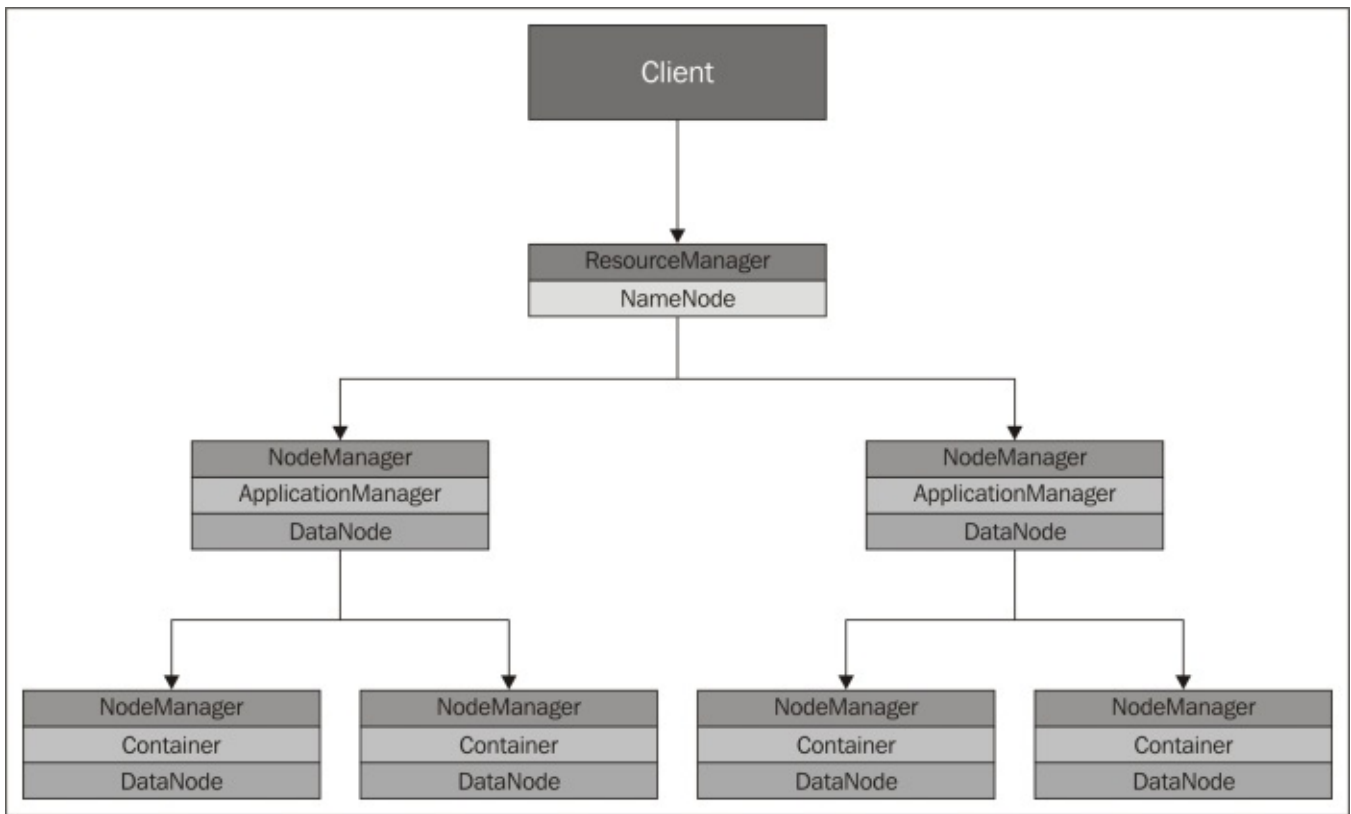 Client
ResourceManager
NameNode
NodeManager
ApplicationManager
DataNode
NodeManager
ApplicationManager
DataNode
NodeManager
Container
DataNode
NodeManager
Container
DataNode
NodeManager
Container
DataNode
NodeManager
Container
DataNode